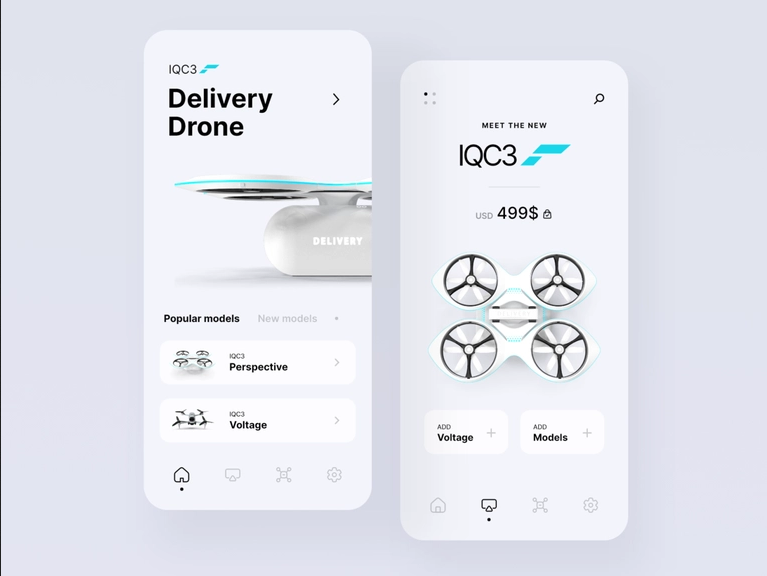 IQC3
Delivery
Drone
DELIVERY
Popular models
New models
IQC3
Perspective
IQC3
Voltage
MEET THE NEW
IQC3
USD 499$
ADD
Voltage
ADD
Models